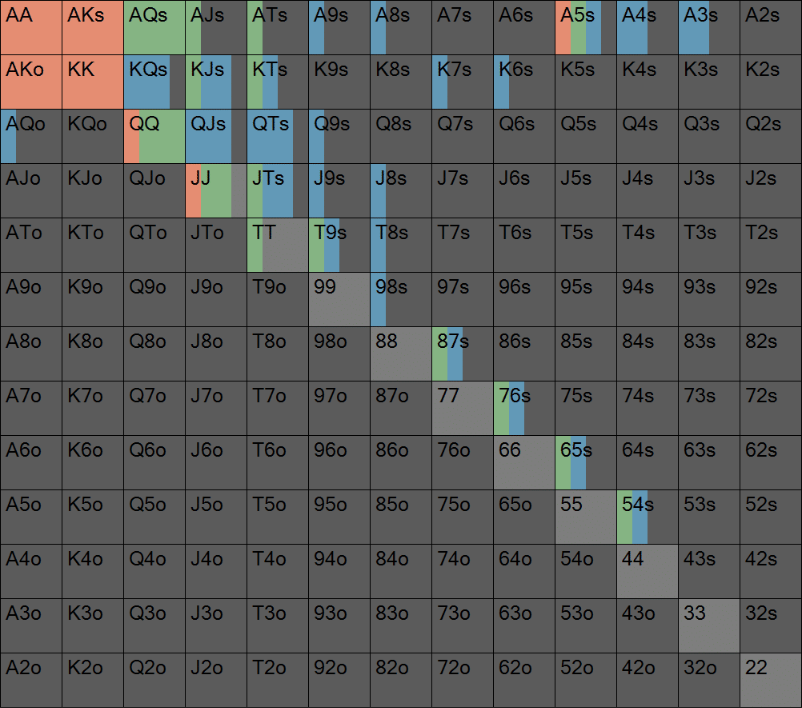 AA AKs AQs AJs ATs A9s A8s A7s A6s A5s A4s A3s A2s
AKo KK KQs KJs KTs K9s K8s K7s K6s K5s K4s K3s K2s
AQo KQo QQ QJs QTs Q9s Q8s Q7s Q6s Q5s Q4s Q3s Q2s
AJo KJo QJo JJ JTs J9s J8s J7s J6s J5s J4s J3s J2s
ATo KTo QTo JTo TT T9s T8s T7s T6s T5s T4s T3s T2s
A9o K9o Q9o J9o T9o 99 98s 97s 96s 95s 94s 93s 92s
A8o K8o Q8o J8o T8o 98o 88 87s 86s 85s 84s 83s 82s
A7o K7o Q7o J7o T7o 97o 87o 77 76s 75s 74s 73s 72s
A6o K6o Q6o J6o T6o 96o 86o 76o 66 65s 64s 63s 62s
A5o K5o Q5o J5o T5o 95o 85o 75o 65o 55 54s 53s 52s
A4o K4o Q4o J4o T4o 94o 84o 74o 64o 54o 44 43s 42s
A3o K3o Q3o J3o T3o 93o 83o 73o 63o 53o 43o 33 32s
A2o K2o Q2o J2o T2o 92o 82o 72o 62o 52o 42o 32o 22